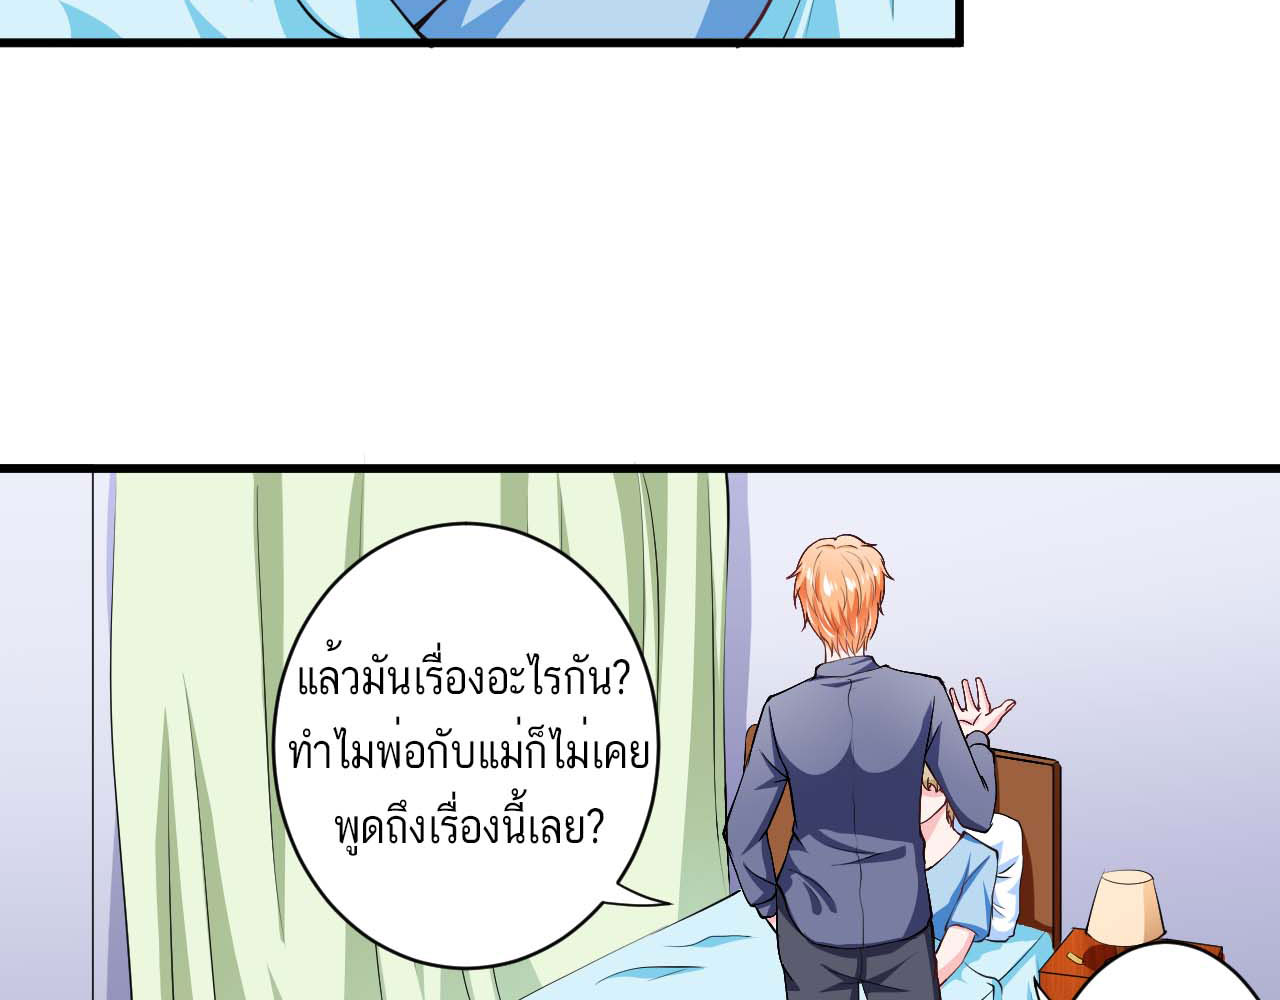 แล้วมันเรื่องอะไรกัน?
ทำไมพ่อกับแม่ก็ไม่เคย
พูดถึงเรื่องนี้เลย?